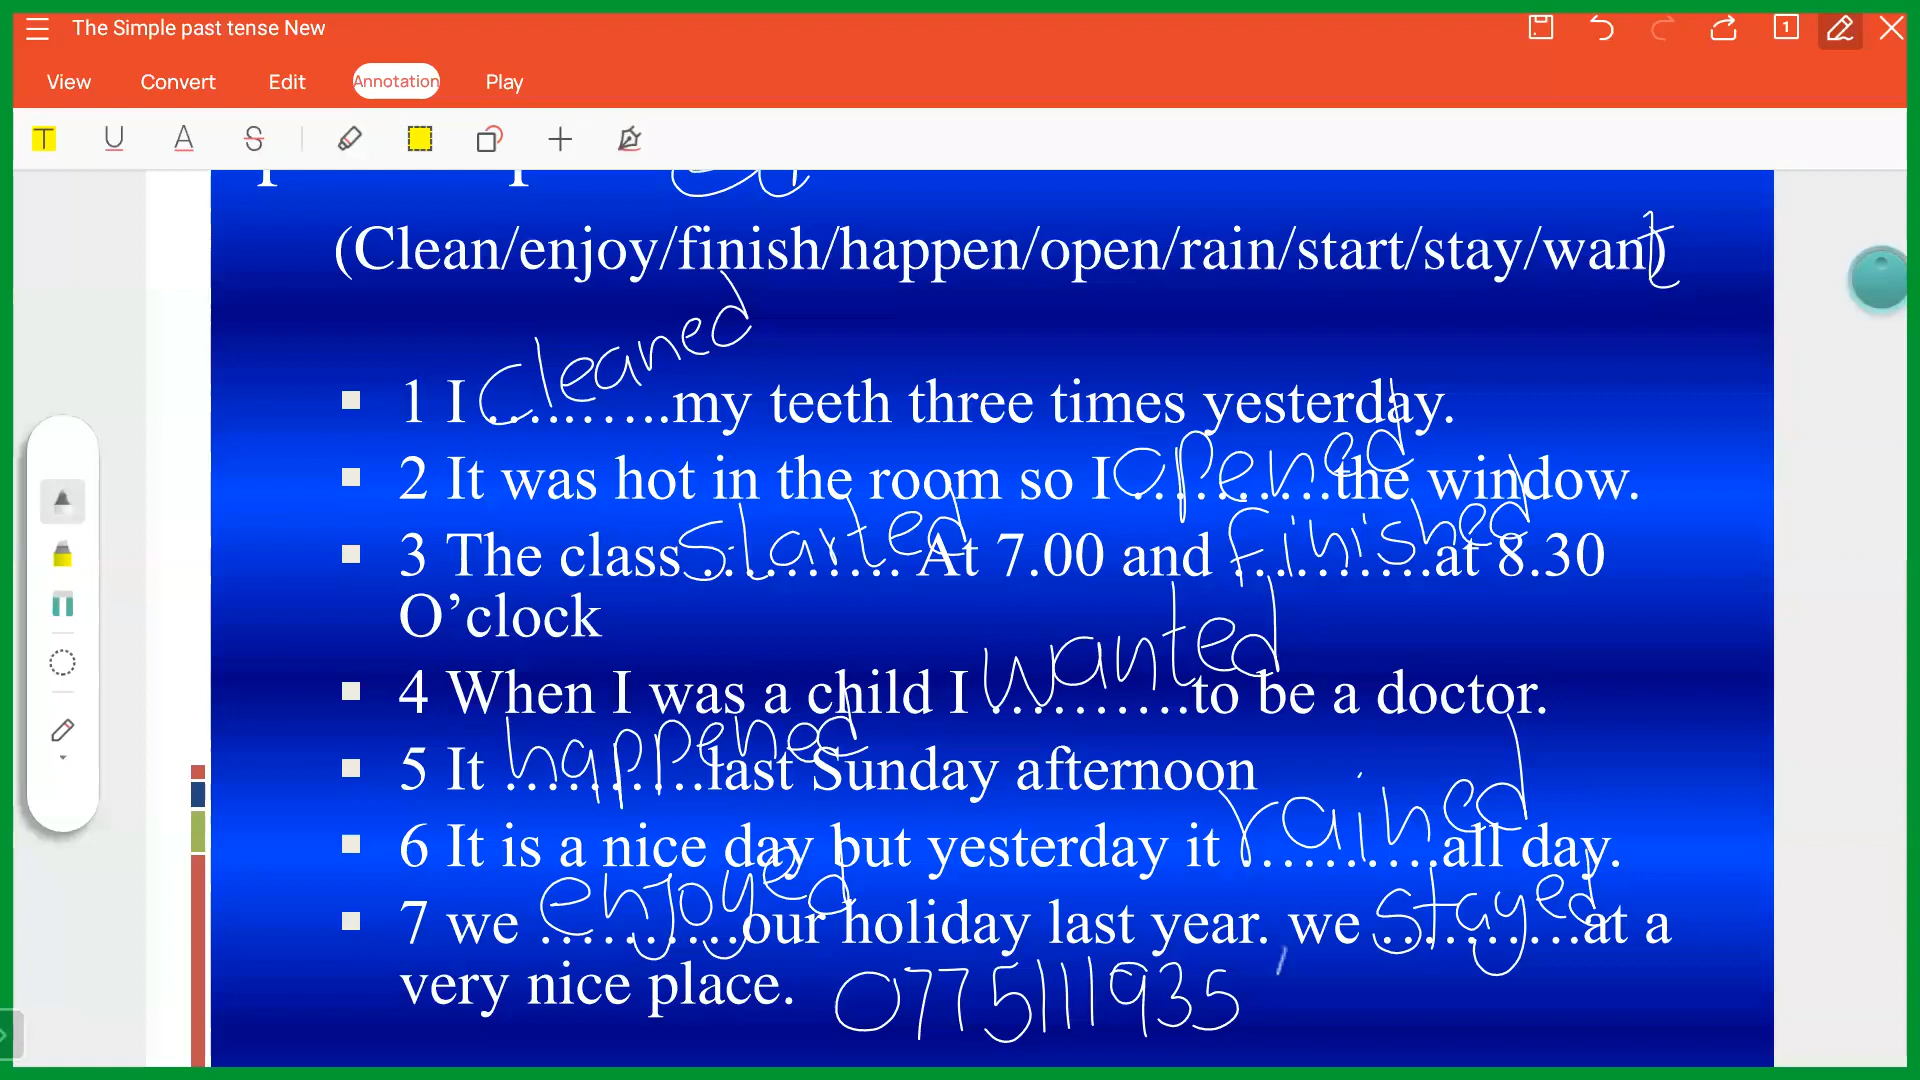 The Simple past tense New
1
View Convert Edit Annotation Play
T U A S
(Clean/enjoy/finish/happen/open/rain/start/stay/want)
1 I cleaned ..........my teeth three times yesterday.
2 It was hot in the room so I opened ..........the window.
3 The class started .......... At 7.00 and finished ..........at 8.30
O’clock
4 When I was a child I wanted ..........to be a doctor.
5 It happened ..........last Sunday afternoon
6 It is a nice day but yesterday it rained ..........all day.
7 we enjoyed ..........our holiday last year. we stayed ..........at a
very nice place. 0775111935